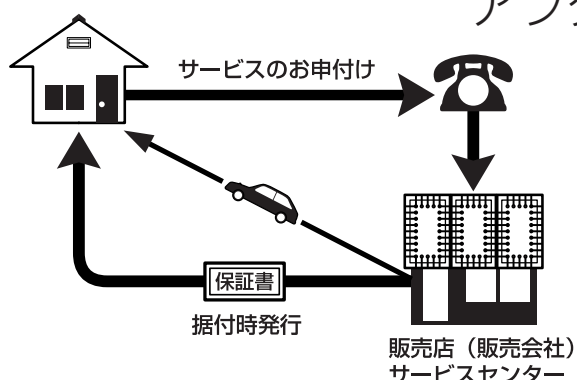 サービスのお申付け
保証書
据付時発行
販売店（販売会社）
サービスセンター